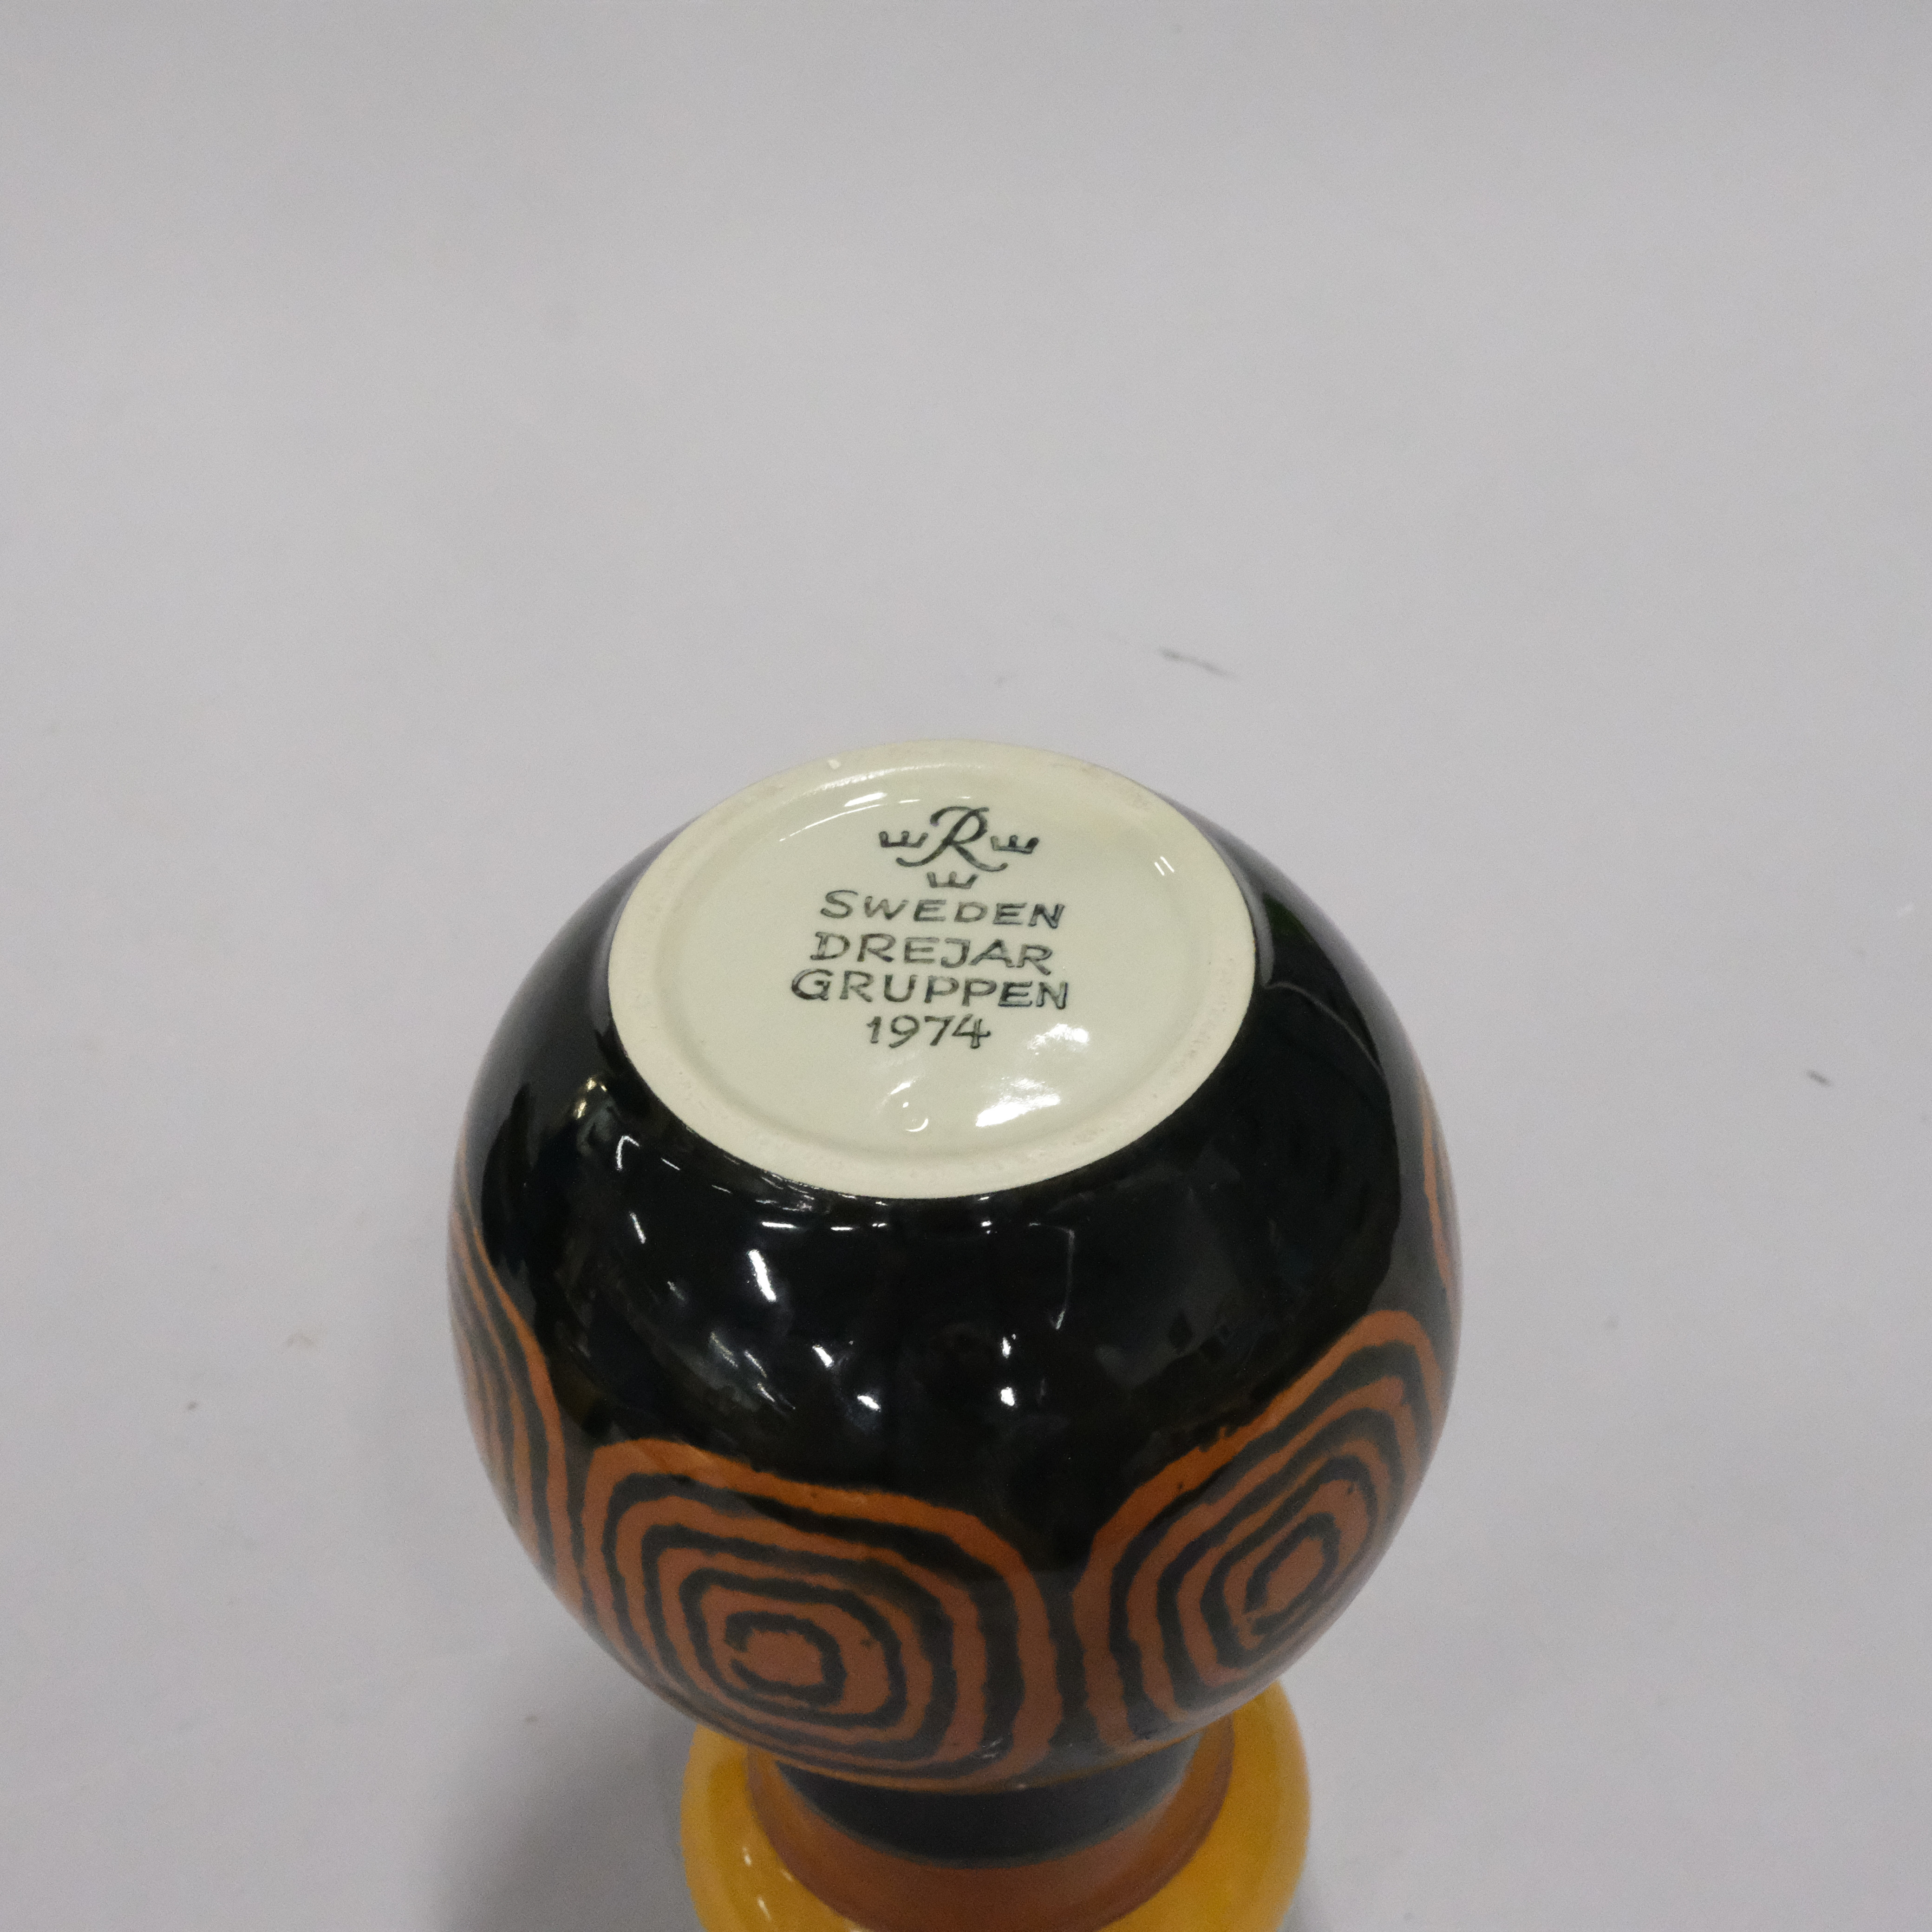 R
SWEDEN
DREJAR
GRUPPEN
1974